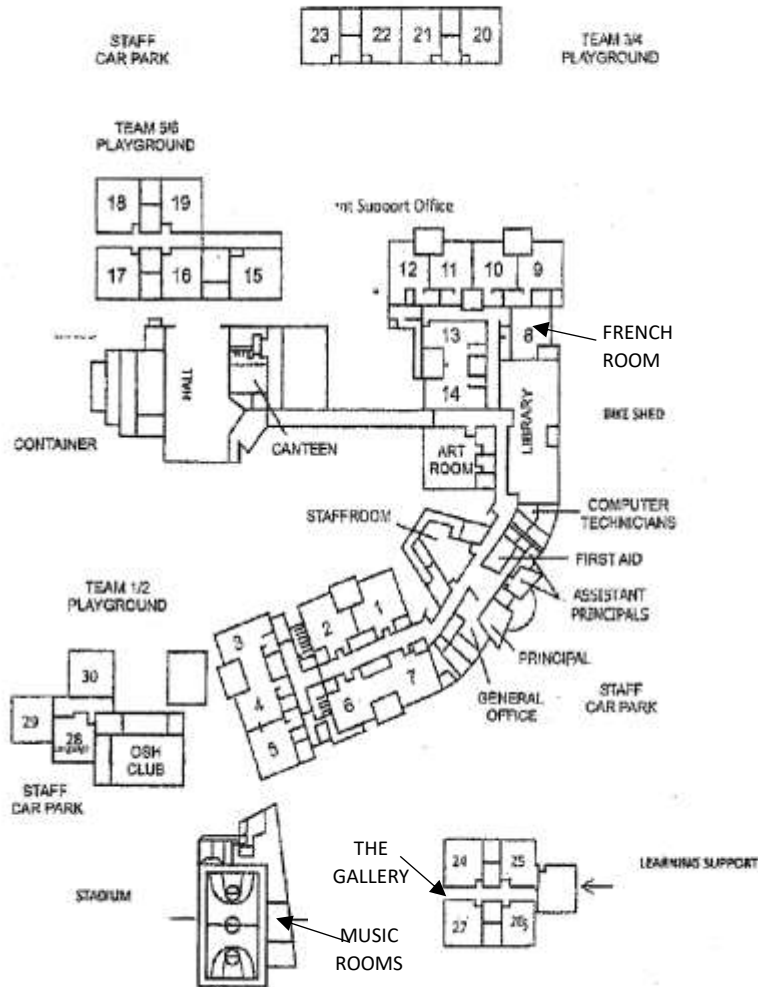 STAFF
CAR PARK
23 22 21 20
TEAM 3/4
PLAYGROUND
TEAM 5/6
PLAYGROUND
18 19
17 16 15
nt Support Office
12 11 10 9
13
8
FRENCH
ROOM
14
HALL
LIBRARY
BIKE SHED
CONTAINER
CANTEEN
ART
ROOM
STAFFROOM
COMPUTER
TECHNICIANS
FIRST AID
ASSISTANT
PRINCIPALS
TEAM 1/2
PLAYGROUND
1
2
3
4
5
6
7
PRINCIPAL
GENERAL
OFFICE
STAFF
CAR PARK
30
29
28
OSH
CLUB
STAFF
CAR PARK
THE
GALLERY
24 25
27 26
LEARNING SUPPORT
STADIUM
MUSIC
ROOMS